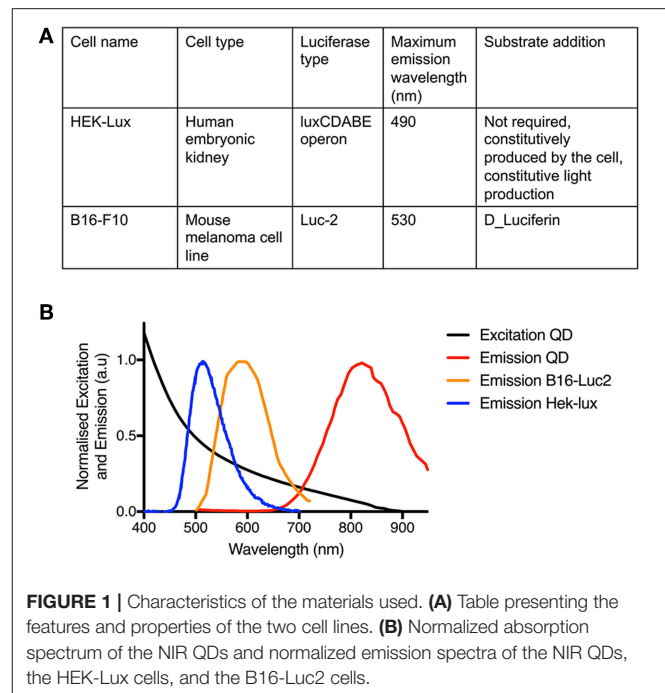 A
Cell name
Cell type
Luciferase
type
Maximum
emission
wavelength
(nm)
Substrate addition
HEK-Lux
Human
embryonic
kidney
luxCDABE
operon
490
Not required,
constitutively
produced by the cell,
constitutive light
production
B16-F10
Mouse
melanoma cell
line
Luc-2
530
D_Luciferin
B
Normalised Excitation
and Emission (a.u)
1.0
0.5
0.0
400 500 600 700 800 900
Wavelength (nm)
Excitation QD
Emission QD
Emission B16-Luc2
Emission Hek-lux
FIGURE 1 | Characteristics of the materials used. (A) Table presenting the
features and properties of the two cell lines. (B) Normalized absorption
spectrum of the NIR QDs and normalized emission spectra of the NIR QDs,
the HEK-Lux cells, and the B16-Luc2 cells.